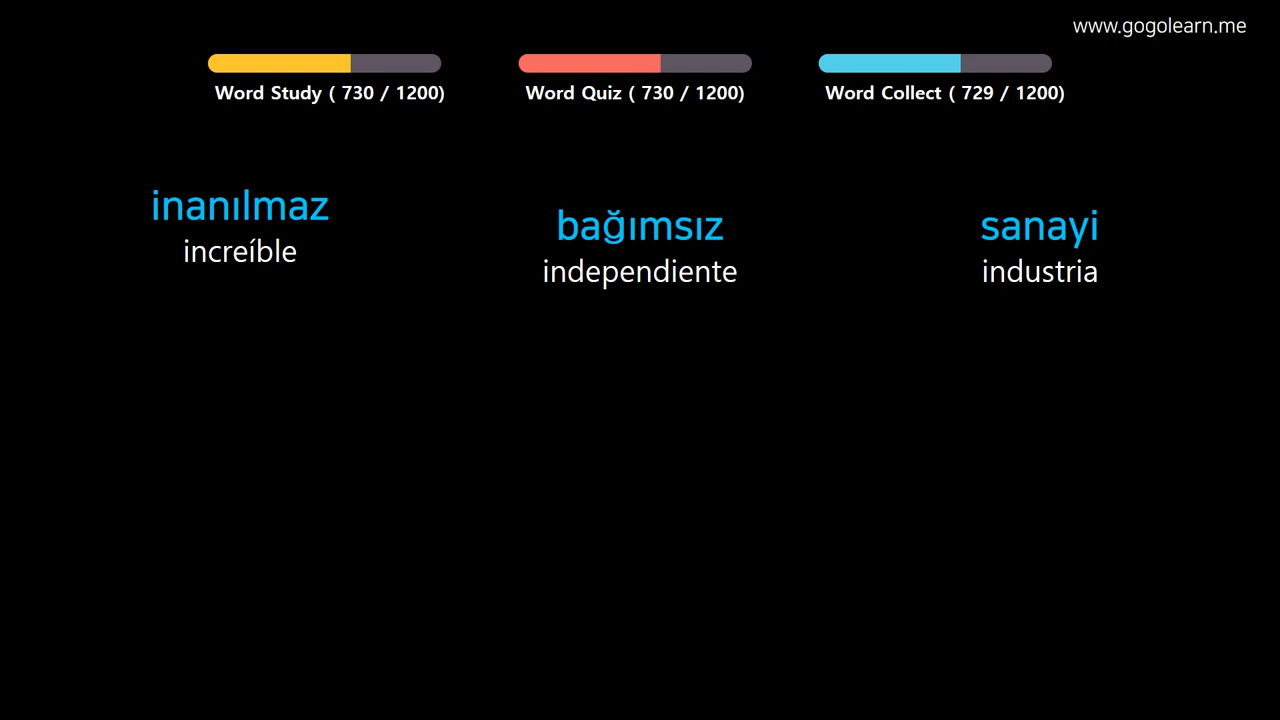 www.gogolearn.me
Word Study ( 730 / 1200)
Word Quiz ( 730 / 1200)
Word Collect ( 729 / 1200)
inanılmaz
increíble
bağımsız
independiente
sanayi
industria